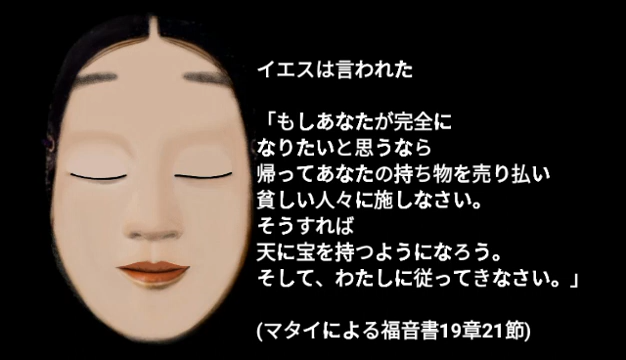 イエスは言われた
「もしあなたが完全に
なりたいと思うなら
帰ってあなたの持ち物を売り払い
貧しい人々に施しなさい。
そうすれば
天に宝を持つようになろう。
そして、わたしに従ってきなさい。」
(マタイによる福音書19章21節)